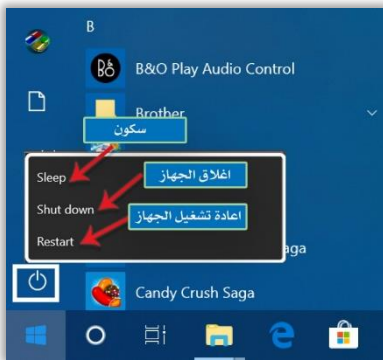 B
B&O Play Audio Control
Brother
سكون
Sleep
اغلاق الجهاز
Shut down
اعادة تشغيل الجهاز
Restart
aga
Candy Crush Saga